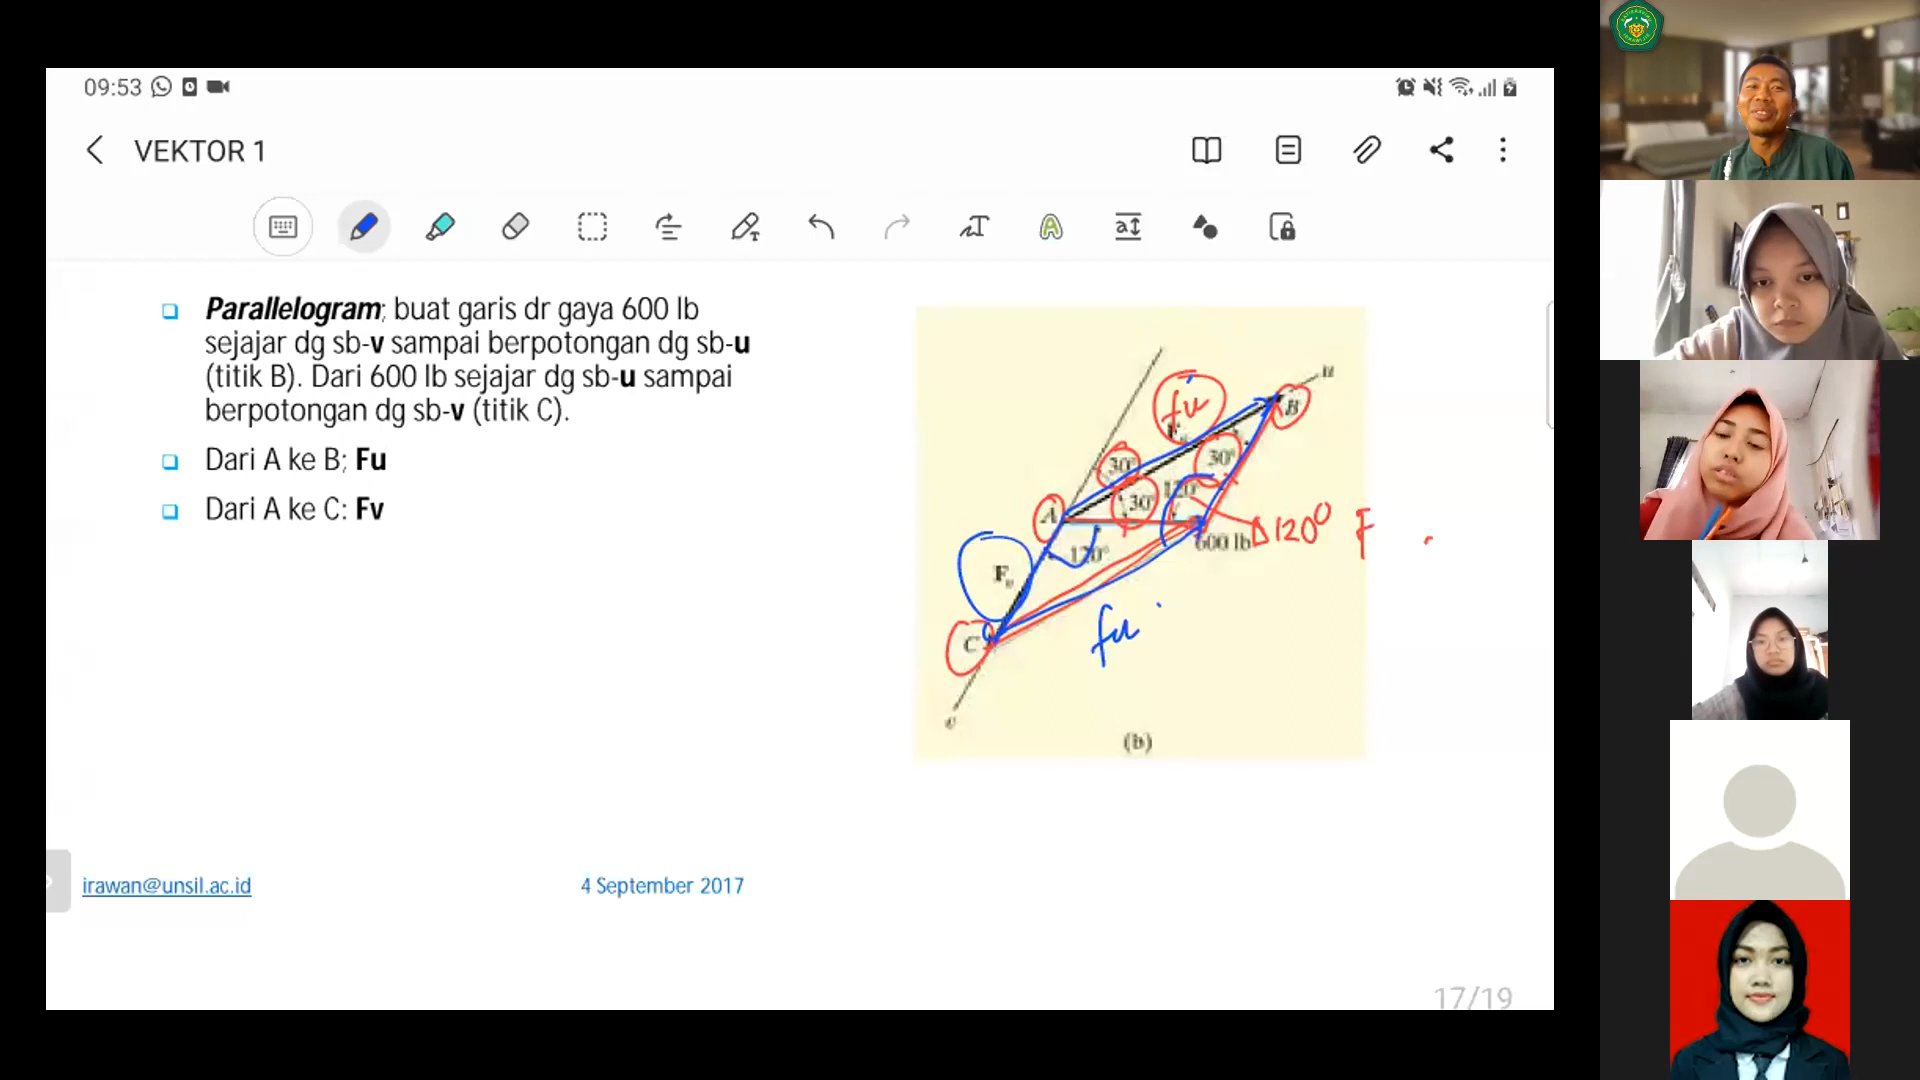 09:53
VEKTOR 1
Parallelogram; buat garis dr gaya 600 lb
sejajar dg sb-v sampai berpotongan dg sb-u
(titik B). Dari 600 lb sejajar dg sb-u sampai
berpotongan dg sb-v (titik C).
Dari A ke B; Fu
Dari A ke C: Fv
u
fu
B
30°
30°
A
30°
120°
600 lb
Δ120° F
120°
F
C
fu
(b)
irawan@unsil.ac.id
4 September 2017
17/19